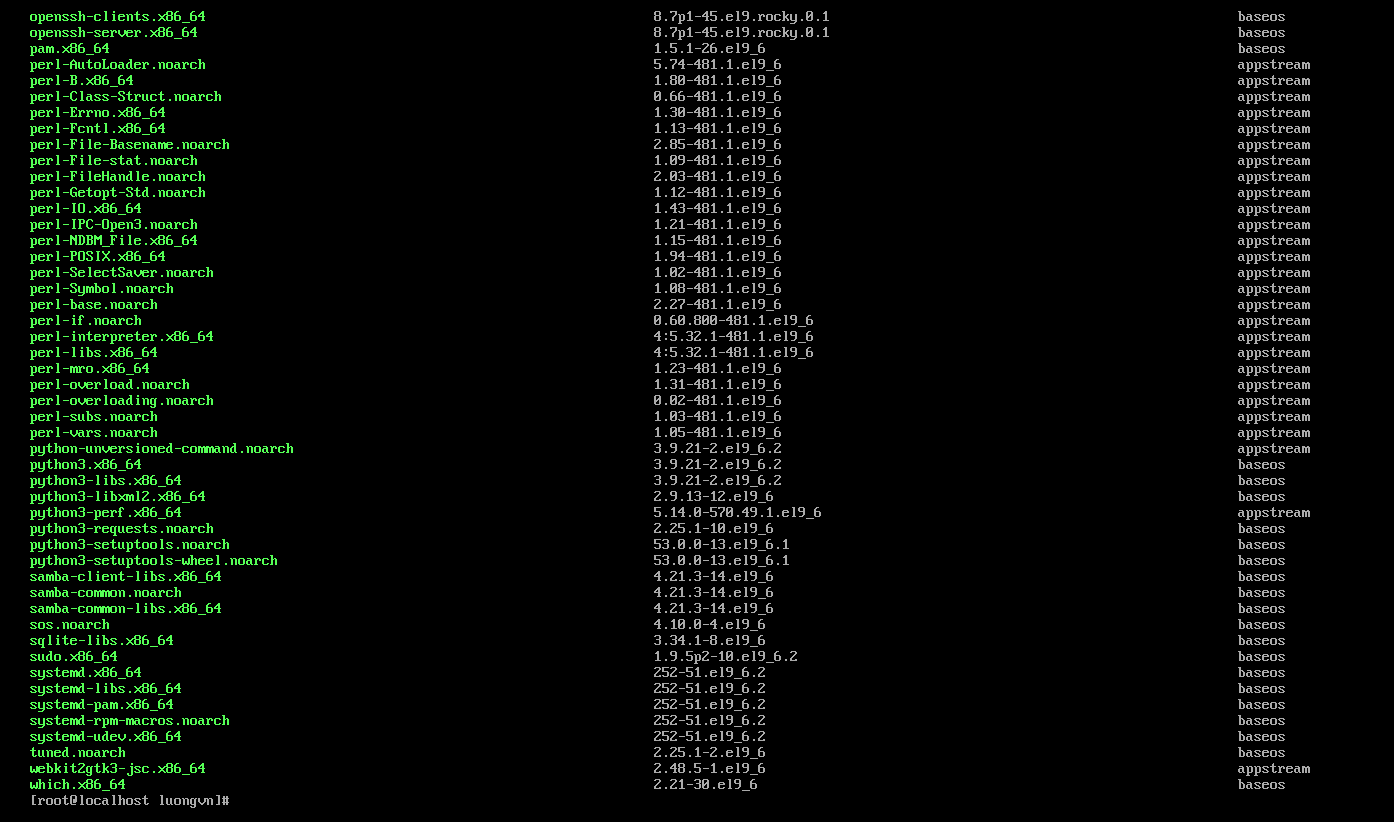 openssh-clients.x86_64 8.7p1-45.el9.rocky.0.1 baseos
openssh-server.x86_64 8.7p1-45.el9.rocky.0.1 baseos
pam.x86_64 1.5.1-26.el9_6 baseos
perl-AutoLoader.noarch 5.74-481.1.el9_6 appstream
perl-B.x86_64 1.80-481.1.el9_6 appstream
perl-Class-Struct.noarch 0.66-481.1.el9_6 appstream
perl-Errno.x86_64 1.30-481.1.el9_6 appstream
perl-Fcntl.x86_64 1.13-481.1.el9_6 appstream
perl-File-Basename.noarch 2.85-481.1.el9_6 appstream
perl-File-stat.noarch 1.09-481.1.el9_6 appstream
perl-FileHandle.noarch 2.03-481.1.el9_6 appstream
perl-Getopt-Std.noarch 1.12-481.1.el9_6 appstream
perl-IO.x86_64 1.43-481.1.el9_6 appstream
perl-IPC-Open3.noarch 1.21-481.1.el9_6 appstream
perl-NDBM_File.x86_64 1.15-481.1.el9_6 appstream
perl-POSIX.x86_64 1.94-481.1.el9_6 appstream
perl-SelectSaver.noarch 1.02-481.1.el9_6 appstream
perl-Symbol.noarch 1.08-481.1.el9_6 appstream
perl-base.noarch 2.27-481.1.el9_6 appstream
perl-if.noarch 0.60.800-481.1.el9_6 appstream
perl-interpreter.x86_64 4:5.32.1-481.1.el9_6 appstream
perl-libs.x86_64 4:5.32.1-481.1.el9_6 appstream
perl-mro.x86_64 1.23-481.1.el9_6 appstream
perl-overload.noarch 1.31-481.1.el9_6 appstream
perl-overloading.noarch 0.02-481.1.el9_6 appstream
perl-subs.noarch 1.03-481.1.el9_6 appstream
perl-vars.noarch 1.05-481.1.el9_6 appstream
python-unversioned-command.noarch 3.9.21-2.el9_6.2 appstream
python3.x86_64 3.9.21-2.el9_6.2 baseos
python3-libs.x86_64 3.9.21-2.el9_6.2 baseos
python3-libxml2.x86_64 2.9.13-12.el9_6 baseos
python3-perf.x86_64 5.14.0-570.49.1.el9_6 appstream
python3-requests.noarch 2.25.1-10.el9_6 baseos
python3-setuptools.noarch 53.0.0-13.el9_6.1 baseos
python3-setuptools-wheel.noarch 53.0.0-13.el9_6.1 baseos
samba-client-libs.x86_64 4.21.3-14.el9_6 baseos
samba-common.noarch 4.21.3-14.el9_6 baseos
samba-common-libs.x86_64 4.21.3-14.el9_6 baseos
sos.noarch 4.10.0-4.el9_6 baseos
sqlite-libs.x86_64 3.34.1-8.el9_6 baseos
sudo.x86_64 1.9.5p2-10.el9_6.2 baseos
systemd.x86_64 252-51.el9_6.2 baseos
systemd-libs.x86_64 252-51.el9_6.2 baseos
systemd-pam.x86_64 252-51.el9_6.2 baseos
systemd-rpm-macros.noarch 252-51.el9_6.2 baseos
systemd-udev.x86_64 252-51.el9_6.2 baseos
tuned.noarch 2.25.1-2.el9_6 baseos
webkit2gtk3-jsc.x86_64 2.48.5-1.el9_6 appstream
which.x86_64 2.21-30.el9_6 baseos
[root@localhost luongvn]#